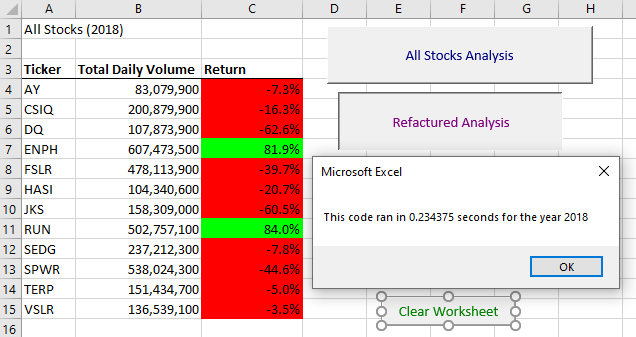 A B C D E F G H
1 All Stocks (2018)
2
3 Ticker Total Daily Volume Return
4 AY 83,079,900 -7.3%
5 CSIQ 200,879,900 -16.3%
6 DQ 107,873,900 -62.6%
7 ENPH 607,473,500 81.9%
8 FSLR 478,113,900 -39.7%
9 HASI 104,340,600 -20.7%
10 JKS 158,309,000 -60.5%
11 RUN 502,757,100 84.0%
12 SEDG 237,212,300 -7.8%
13 SPWR 538,024,300 -44.6%
14 TERP 151,434,700 -5.0%
15 VSLR 136,539,100 -3.5%
16
All Stocks Analysis
Refactured Analysis
Microsoft Excel
This code ran in 0.234375 seconds for the year 2018
OK
Clear Worksheet